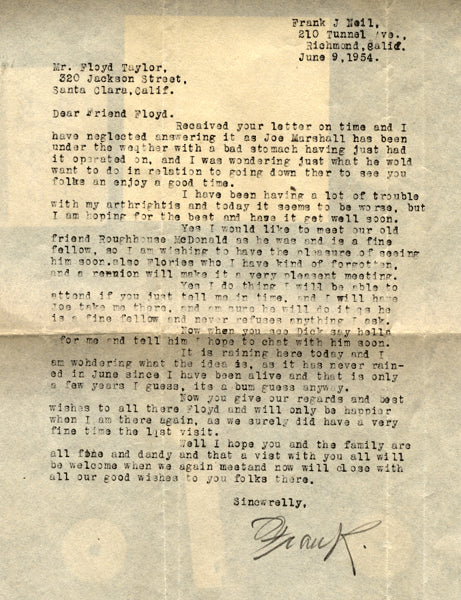 Frank J Neil,
210 Tunnel Ave.,
Richmond,Calif.
June 9,1954.
Mr. Floyd Taylor,
320 Jackson Street,
Santa Clara,Calif.
Dear Friend Floyd.
Recaived your letter on time and I
have neglected answering it as Joe Marshall has been
under the weqther with a bad stomach having just had
it operated on, and I was wondering just what he wold
want to do in relation to going down ther to see you
folks an enjoy a good time.
I have been having a lot of trouble
with my arthrightis and today it seems to be worse, but
I am hoping for the best and have it get well soon.
Yes I would like to meet our old
friend Roughhouse McDonald as he was and is a fine
fellow, so I am wishing to have the pleasure of seeing
him soon.also Flories who I have kind of forgotten,
and a reunion will make it a very pleasent meeting.
Yes I do thing I will be able to
attend if you just tell me in time, and I will have
Joe take me there, and am sure he will do it as he
is a fine fellow and never refuses anything I ask.
Now when you see Dick say hello
for me and tell him I hope to chat with him soon.
It is raining here today and I
am wohdering what the idea is, as it has never rain-
ed in June since I have been alive and that is only
a few years I guess, its a bum guess anyway.
Now you give our regards and best
wishes to all there Floyd and will only be happier
when I am there again, as we surely did have a very
fine time the last visit.
Well I hope you and the family are
all fine and dandy and that a vist with you all will
be welcome when we again meetand now will close with
all our good wishes to you folks there.
Sincwrelly,
Frank.